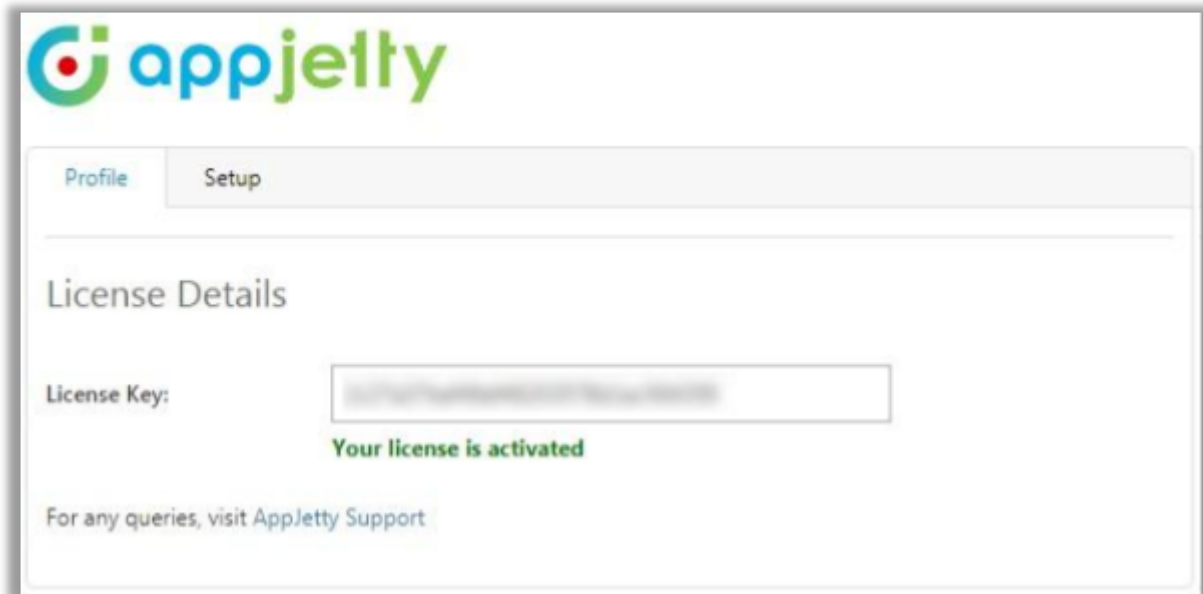 appjetty
Profile
Setup
License Details
License Key:
Your license is activated
For any queries, visit AppJetty Support